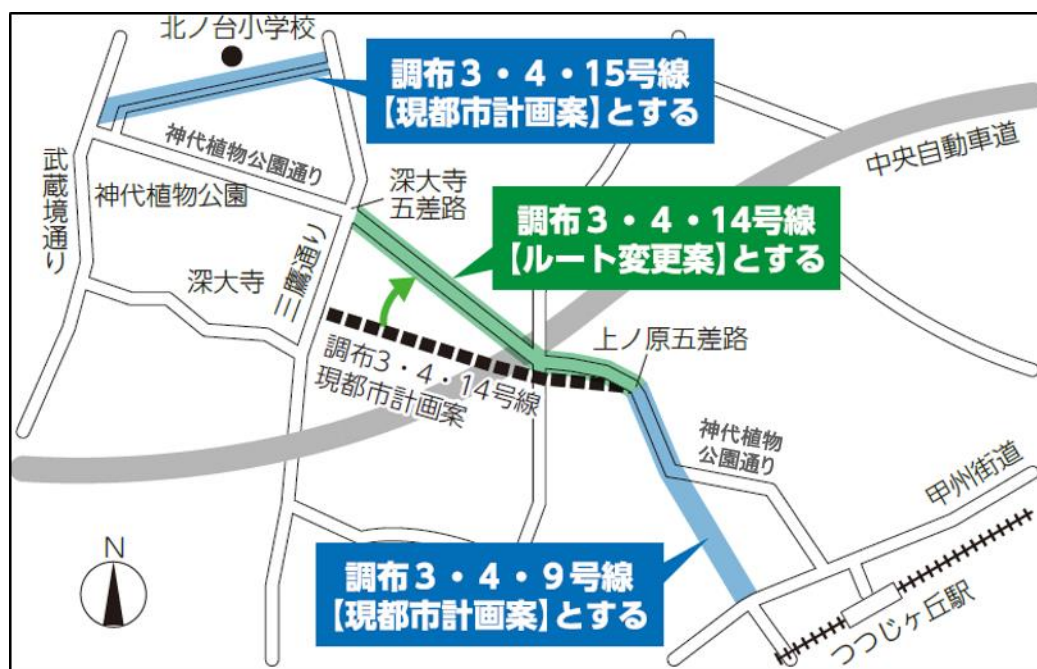 北ノ台小学校
調布3・4・15号線
【現都市計画案】とする
神代植物公園通り
武蔵境通り
神代植物公園
深大寺
五差路
中央自動車道
調布3・4・14号線
【ルート変更案】とする
三鷹通り
深大寺
上ノ原五差路
調布3・4・14号線
現都市計画案
神代植物
公園通り
甲州街道
N
調布3・4・9号線
【現都市計画案】とする
つつじヶ丘駅